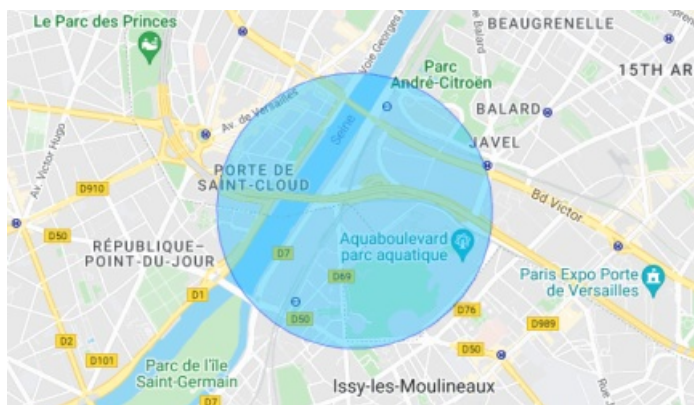 BEAUGRENELLE
Le Parc des Princes
Voie Georges
Balard
Parc
André-Citroën
15TH AR
BALARD
Av. de Versailles
Seine
JAVEL
Av. Victor Hugo
PORTE DE
SAINT-CLOUD
D910
Bd Victor
D50
RÉPUBLIQUE–
POINT-DU-JOUR
D7
Aquaboulevard
parc aquatique
D69
Paris Expo Porte
de Versailles
D1
D50
D76
D989
D2
D101
Parc de l'île
Saint-Germain
D50
Issy-les-Moulineaux
D7